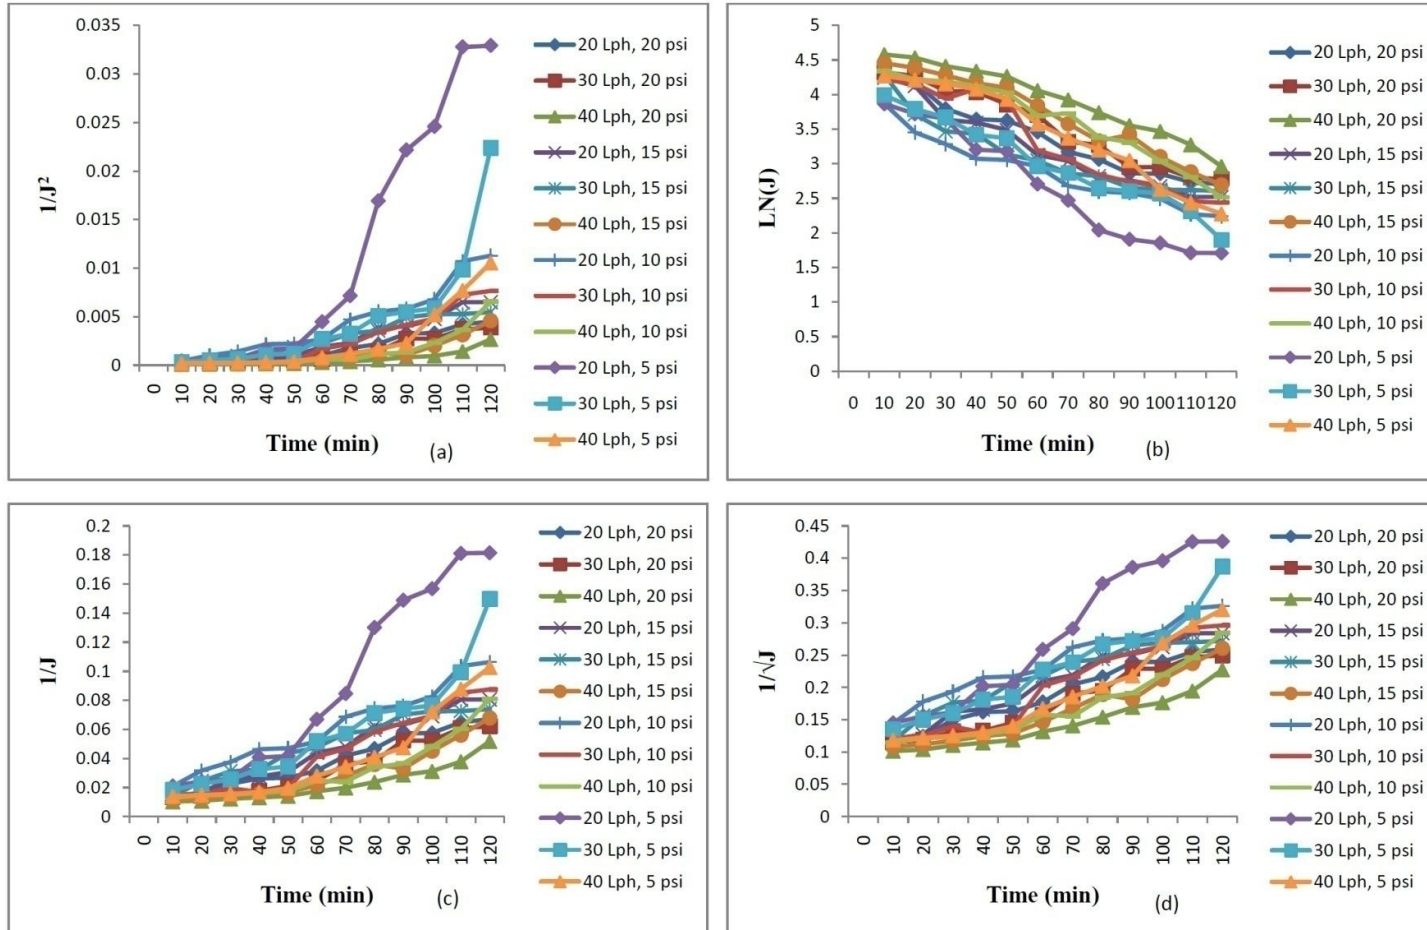 1/J²
0.035
0.03
0.025
0.02
0.015
0.01
0.005
0
0 10 20 30 40 50 60 70 80 90 100 110 120
Time (min)
(a)
20 Lph, 20 psi
30 Lph, 20 psi
40 Lph, 20 psi
20 Lph, 15 psi
30 Lph, 15 psi
40 Lph, 15 psi
20 Lph, 10 psi
30 Lph, 10 psi
40 Lph, 10 psi
20 Lph, 5 psi
30 Lph, 5 psi
40 Lph, 5 psi
LN(J)
5
4.5
4
3.5
3
2.5
2
1.5
1
0.5
0
0 10 20 30 40 50 60 70 80 90 100 110 120
Time (min)
(b)
20 Lph, 20 psi
30 Lph, 20 psi
40 Lph, 20 psi
20 Lph, 15 psi
30 Lph, 15 psi
40 Lph, 15 psi
20 Lph, 10 psi
30 Lph, 10 psi
40 Lph, 10 psi
20 Lph, 5 psi
30 Lph, 5 psi
40 Lph, 5 psi
1/J
0.2
0.18
0.16
0.14
0.12
0.1
0.08
0.06
0.04
0.02
0
0 10 20 30 40 50 60 70 80 90 100 110 120
Time (min)
(c)
20 Lph, 20 psi
30 Lph, 20 psi
40 Lph, 20 psi
20 Lph, 15 psi
30 Lph, 15 psi
40 Lph, 15 psi
20 Lph, 10 psi
30 Lph, 10 psi
40 Lph, 10 psi
20 Lph, 5 psi
30 Lph, 5 psi
40 Lph, 5 psi
1/√J
0.45
0.4
0.35
0.3
0.25
0.2
0.15
0.1
0.05
0
0 10 20 30 40 50 60 70 80 90 100 110 120
Time (min)
(d)
20 Lph, 20 psi
30 Lph, 20 psi
40 Lph, 20 psi
20 Lph, 15 psi
30 Lph, 15 psi
40 Lph, 15 psi
20 Lph, 10 psi
30 Lph, 10 psi
40 Lph, 10 psi
20 Lph, 5 psi
30 Lph, 5 psi
40 Lph, 5 psi